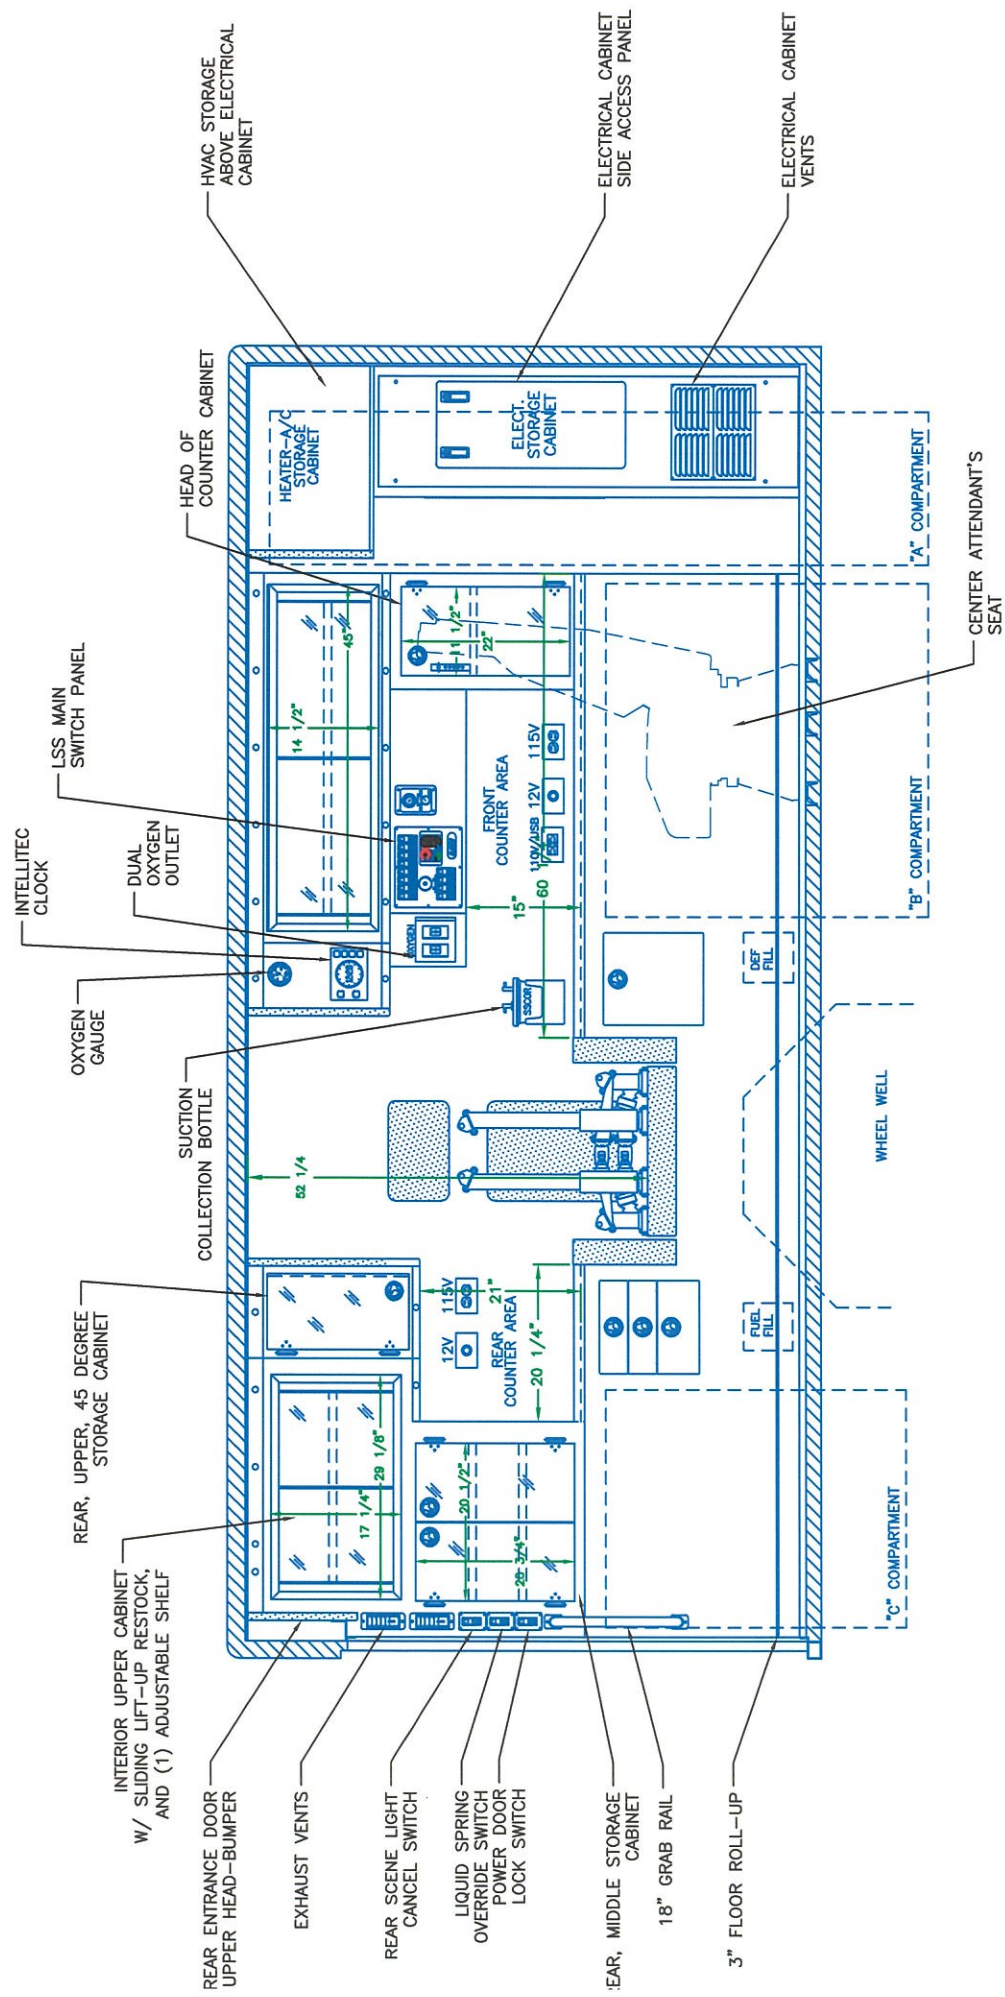 HVAC STORAGE
ABOVE ELECTRICAL
CABINET
ELECTRICAL CABINET
SIDE ACCESS PANEL
ELECTRICAL CABINET
VENTS
HEAD OF
COUNTER CABINET
LSS MAIN
SWITCH PANEL
INTELLITEC
CLOCK
DUAL
OXYGEN
OUTLET
OXYGEN
GAUGE
SUCTION
COLLECTION BOTTLE
REAR, UPPER, 45 DEGREE
STORAGE CABINET
INTERIOR UPPER CABINET
W/ SLIDING LIFT-UP RESTOCK,
AND (1) ADJUSTABLE SHELF
REAR ENTRANCE DOOR
UPPER HEAD-BUMPER
EXHAUST VENTS
REAR SCENE LIGHT
CANCEL SWITCH
LIQUID SPRING
OVERRIDE SWITCH
POWER DOOR
LOCK SWITCH
EAR, MIDDLE STORAGE
CABINET
18" GRAB RAIL
3" FLOOR ROLL-UP
CENTER ATTENDANT'S
SEAT
HEATER-A/C
STORAGE
CABINET
ELECT.
STORAGE
CABINET
"A" COMPARTMENT
"B" COMPARTMENT
"C" COMPARTMENT
45"
14 1/2"
11 1/2"
22"
FRONT
COUNTER AREA
110V/USB
12V
115V
60
15"
OXYGEN
SSCOR
DEF
FILL
WHEEL WELL
52 1/4
115V
12V
21"
REAR
COUNTER AREA
20 1/4"
FUEL
FILL
29 1/8"
17 1/4"
20 1/2"
26 3/4"